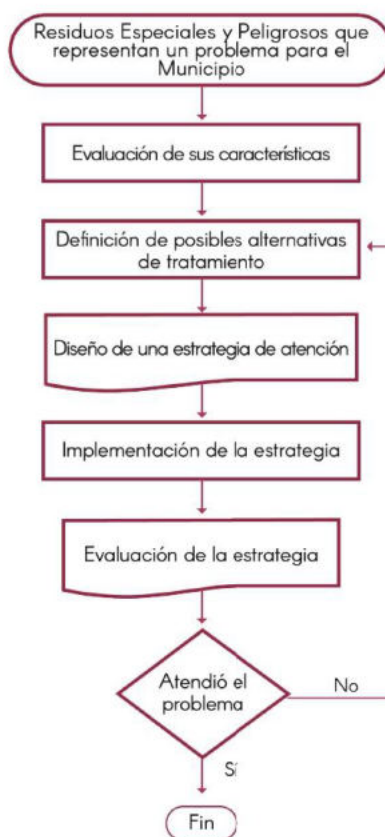 Residuos Especiales y Peligrosos que
representan un problema para el
Municipio
Evaluación de sus características
Definición de posibles alternativas
de tratamiento
Diseño de una estrategia de atención
Implementación de la estrategia
Evaluación de la estrategia
Atendió el
problema
No
Sí
Fin